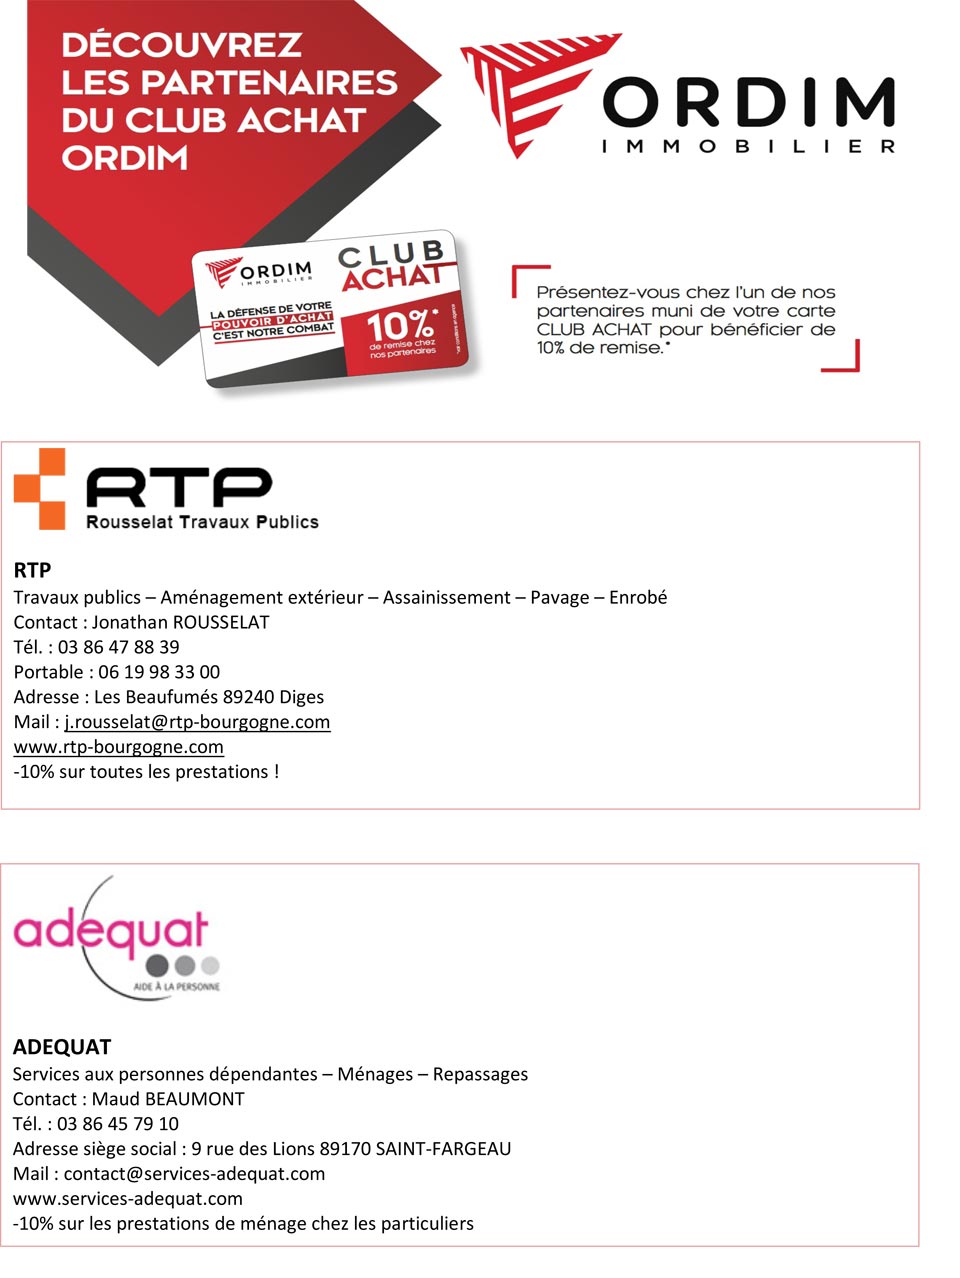 DÉCOUVREZ
LES PARTENAIRES
DU CLUB ACHAT
ORDIM
ORDIM
IMMOBILIER
ORDIM
IMMOBILIER
CLUB
ACHAT
LA DÉFENSE DE VOTRE
POUVOIR D'ACHAT
C'EST NOTRE COMBAT
10%*
de remise chez
nos partenaires
*Voir conditions en agence
Présentez-vous chez l'un de nos
partenaires muni de votre carte
CLUB ACHAT pour bénéficier de
10% de remise.*
RTP
Rousselat Travaux Publics
RTP
Travaux publics – Aménagement extérieur – Assainissement – Pavage – Enrobé
Contact : Jonathan ROUSSELAT
Tél. : 03 86 47 88 39
Portable : 06 19 98 33 00
Adresse : Les Beaufumés 89240 Diges
Mail : j.rousselat@rtp-bourgogne.com
www.rtp-bourgogne.com
-10% sur toutes les prestations !
adequat
AIDE À LA PERSONNE
ADEQUAT
Services aux personnes dépendantes – Ménages – Repassages
Contact : Maud BEAUMONT
Tél. : 03 86 45 79 10
Adresse siège social : 9 rue des Lions 89170 SAINT-FARGEAU
Mail : contact@services-adequat.com
www.services-adequat.com
-10% sur les prestations de ménage chez les particuliers